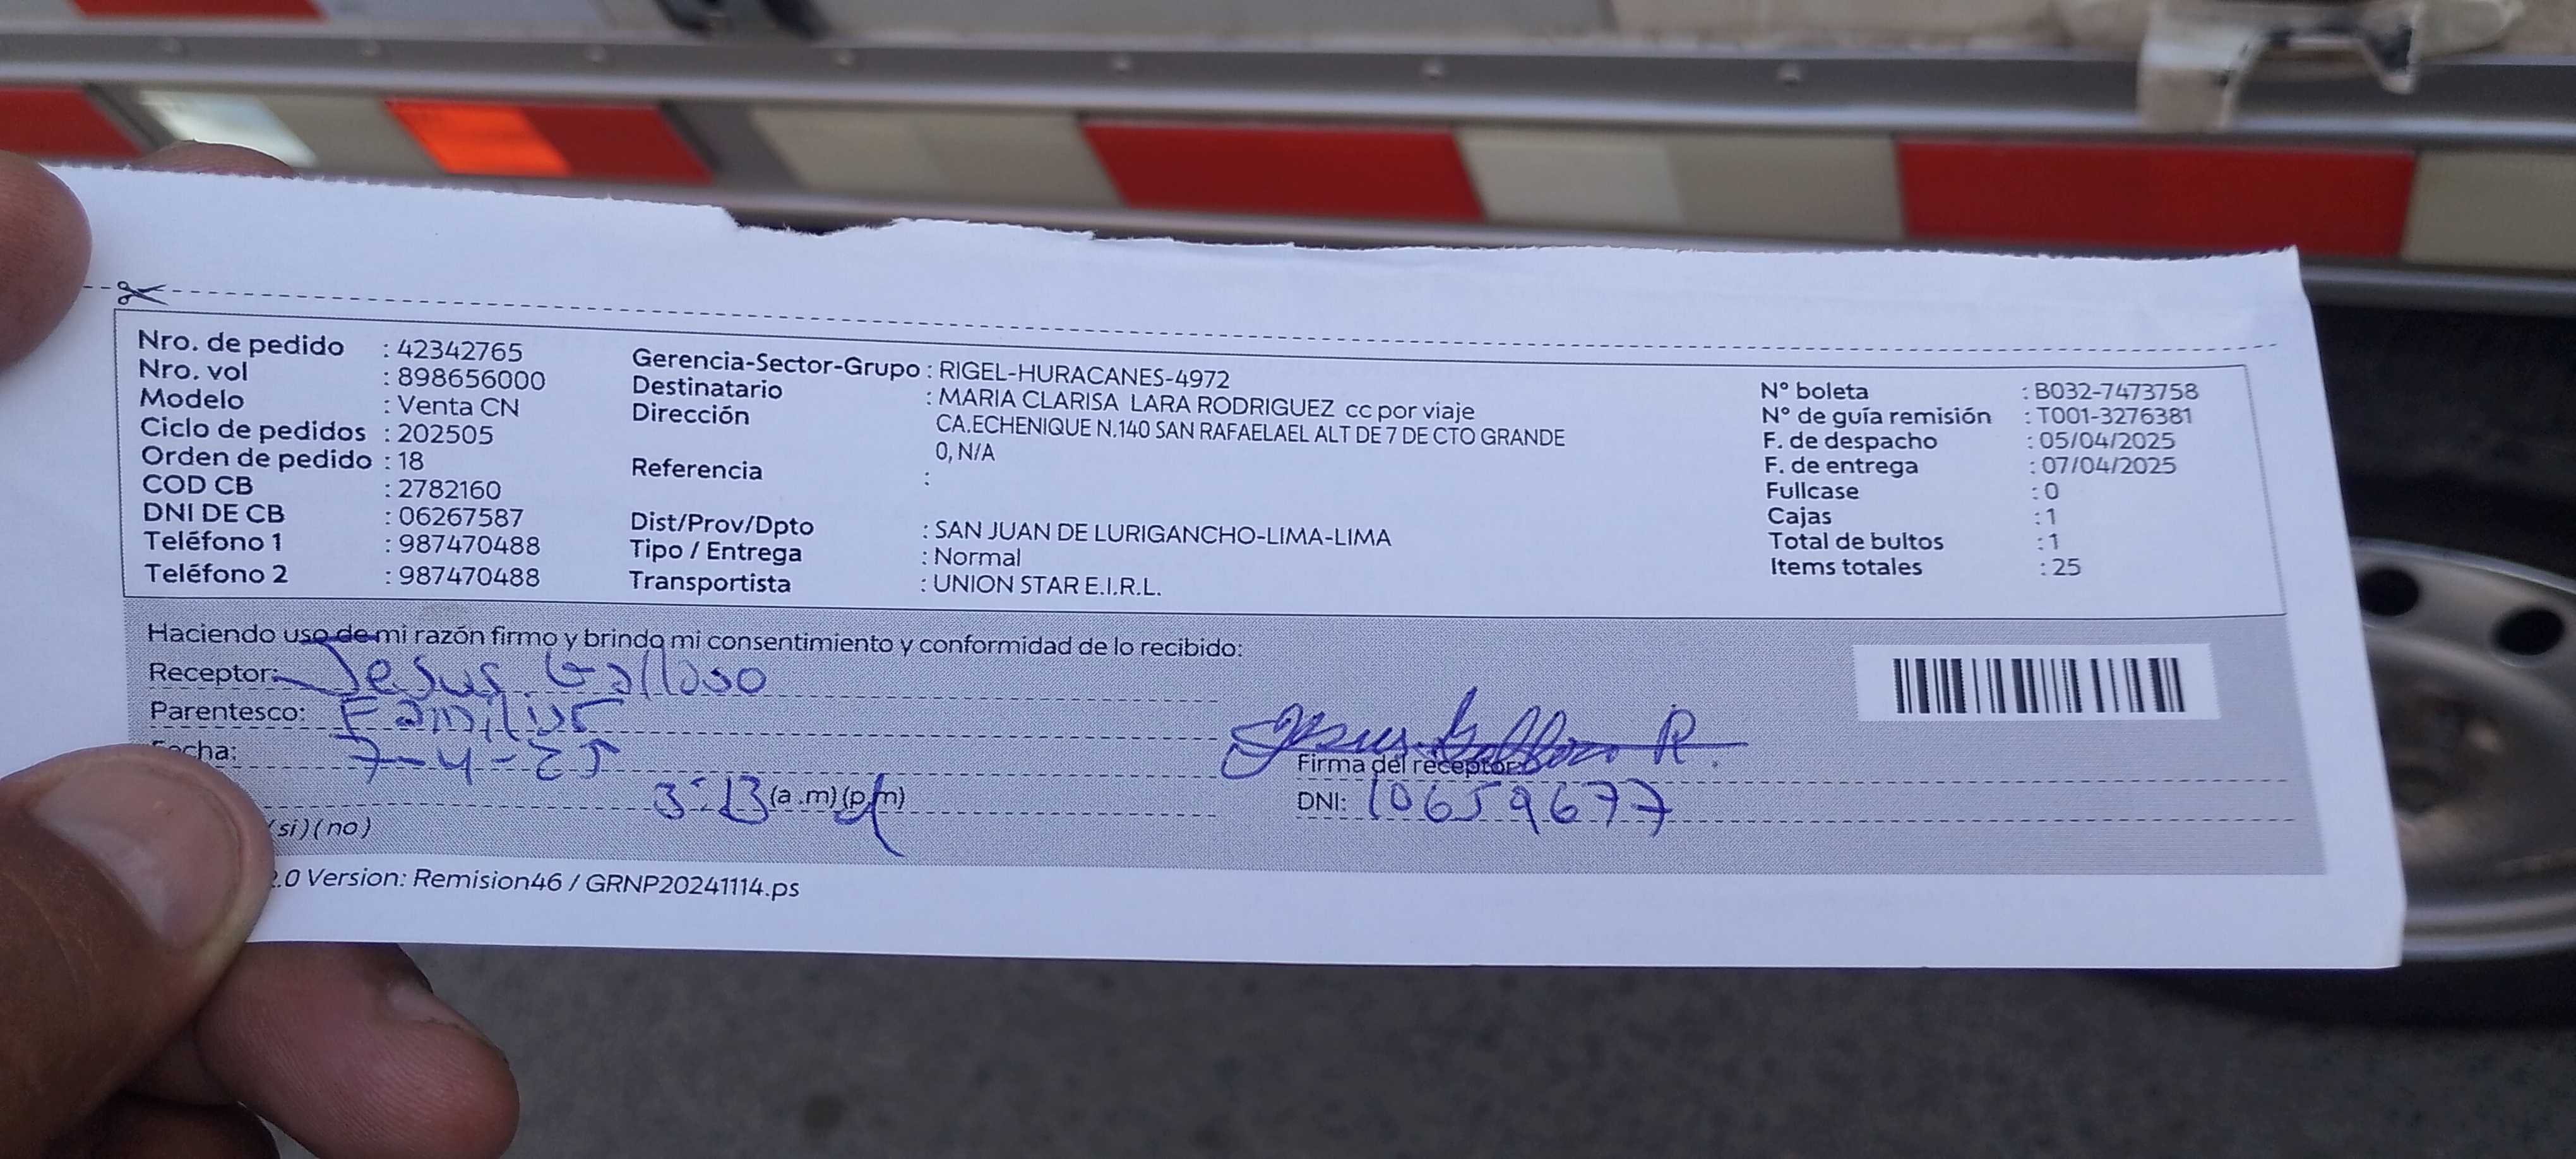 Nro. de pedido : 42342765
Nro. vol : 898656000
Modelo : Venta CN
Ciclo de pedidos : 202505
Orden de pedido : 18
COD CB : 2782160
DNI DE CB : 06267587
Teléfono 1 : 987470488
Teléfono 2 : 987470488
Gerencia-Sector-Grupo : RIGEL-HURACANES-4972
Destinatario : MARIA CLARISA LARA RODRIGUEZ cc por viaje
Dirección CA.ECHENIQUE N.140 SAN RAFAELAEL ALT DE 7 DE CTO GRANDE
0, N/A
Referencia :
Dist/Prov/Dpto : SAN JUAN DE LURIGANCHO-LIMA-LIMA
Tipo / Entrega : Normal
Transportista : UNION STAR E.I.R.L.
N° boleta : B032-7473758
N° de guía remisión : T001-3276381
F. de despacho : 05/04/2025
F. de entrega : 07/04/2025
Fullcase : 0
Cajas : 1
Total de bultos : 1
Items totales : 25
Haciendo uso de mi razón firmo y brindo mi consentimiento y conformidad de lo recibido:
Receptor: Jesus Galloso
Parentesco:
cha: 7-4-25
3:13 (a.m) (p.m)
(si) (no)
Jesus Galloso R.
Firma del receptor:
DNI: 10659677
.0 Version: Remision46 / GRNP20241114.ps